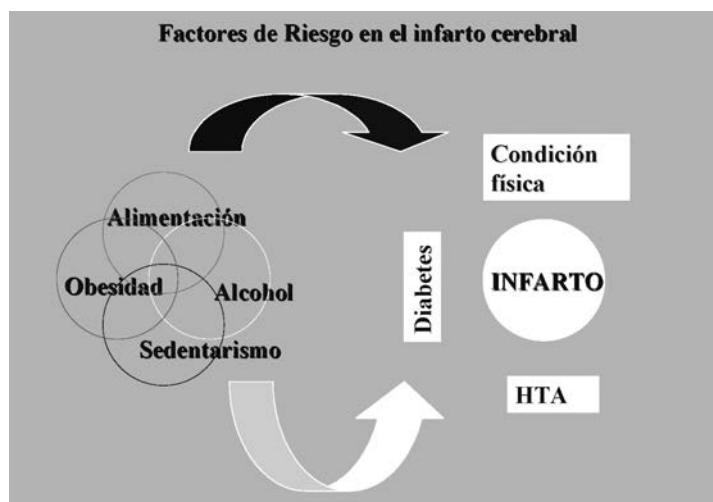 Factores de Riesgo en el infarto cerebral
Condición
física
Alimentación
Obesidad
Alcohol
Sedentarismo
Diabetes
INFARTO
HTA